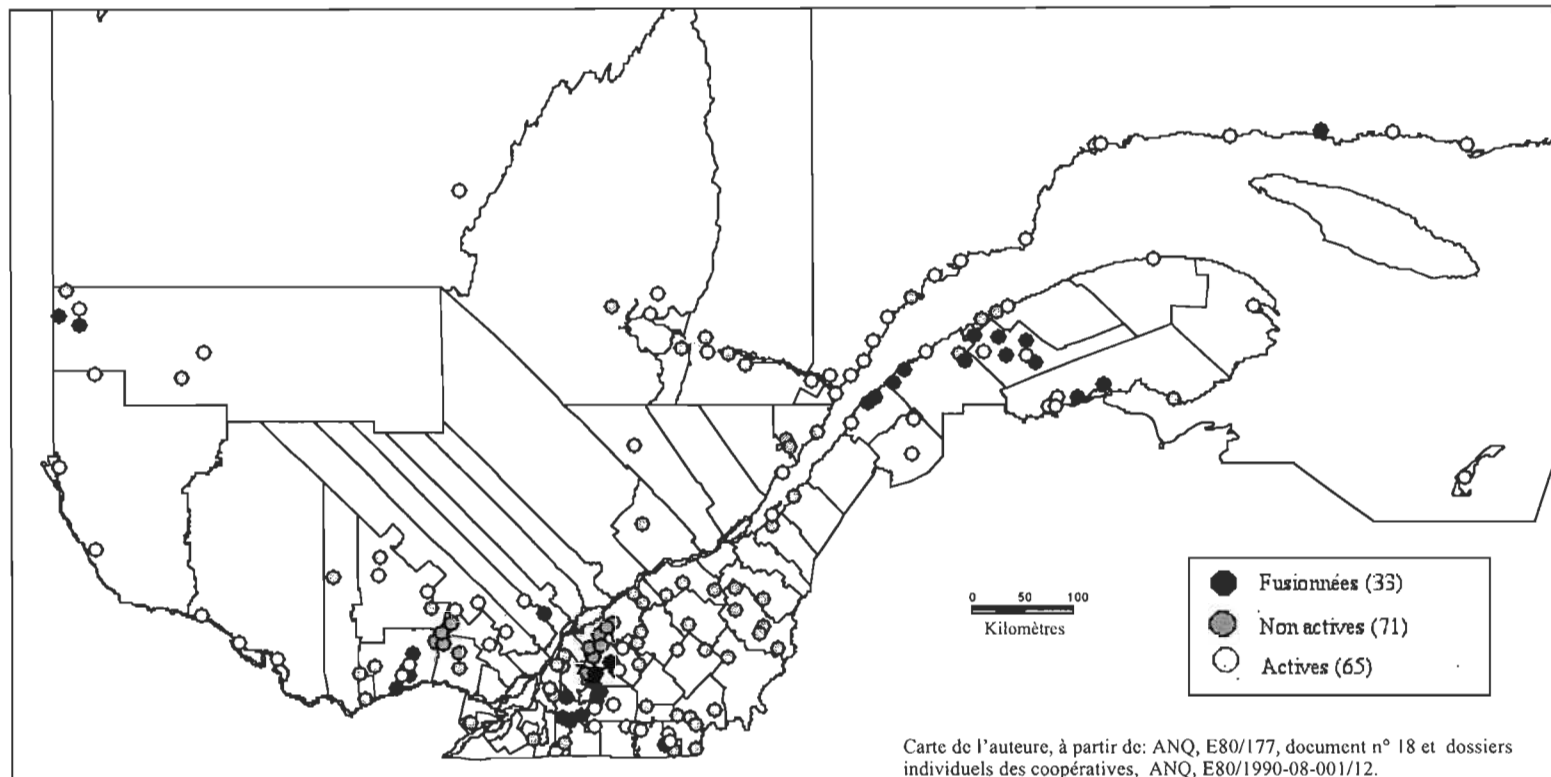 Fusionnées (33)
Non actives (71)
Actives (65)
0 50 100
Kilomètres
Carte de l'auteure, à partir de: ANQ, E80/177, document n° 18 et dossiers
individuels des coopératives, ANQ, E80/1990-08-001/12.